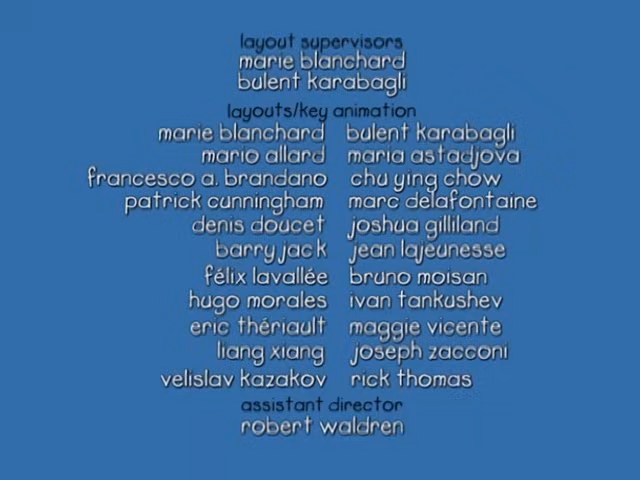 layout supervisors
marie blanchard
bulent karabagli
layouts/key animation
marie blanchard bulent karabagli
mario allard maria astadjova
francesco a. brandano chu ying chow
patrick cunningham marc delafontaine
denis doucet joshua gilliland
barry jack jean lajeunesse
félix lavallée bruno moisan
hugo morales ivan tankushev
eric thériault maggie vicente
liang xiang joseph zacconi
velislav kazakov rick thomas
assistant director
robert waldren